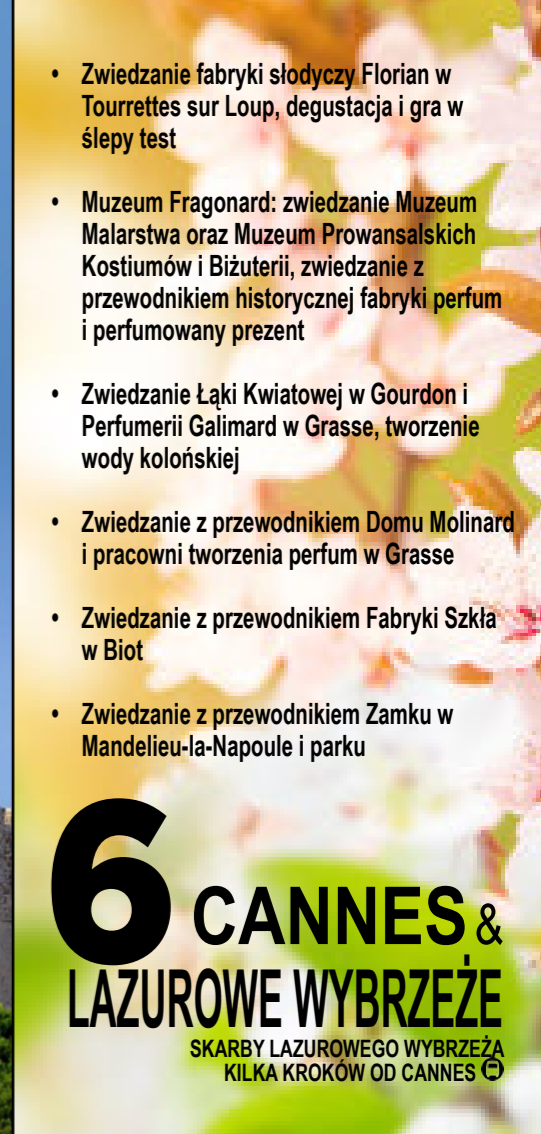 • Zwiedzanie fabryki słodyczy Florian w
Tourrettes sur Loup, degustacja i gra w
ślepy test
• Muzeum Fragonard: zwiedzanie Muzeum
Malarstwa oraz Muzeum Prowansalskich
Kostiumów i Biżuterii, zwiedzanie z
przewodnikiem historycznej fabryki perfum
i perfumowany prezent
• Zwiedzanie Łąki Kwiatowej w Gourdon i
Perfumerii Galimard w Grasse, tworzenie
wody kolońskiej
• Zwiedzanie z przewodnikiem Domu Molinard
i pracowni tworzenia perfum w Grasse
• Zwiedzanie z przewodnikiem Fabryki Szkła
w Biot
• Zwiedzanie z przewodnikiem Zamku w
Mandelieu-la-Napoule i parku
6 CANNES &
LAZUROWE WYBRZEŻE
SKARBY LAZUROWEGO WYBRZEŻA
KILKA KROKÓW OD CANNES